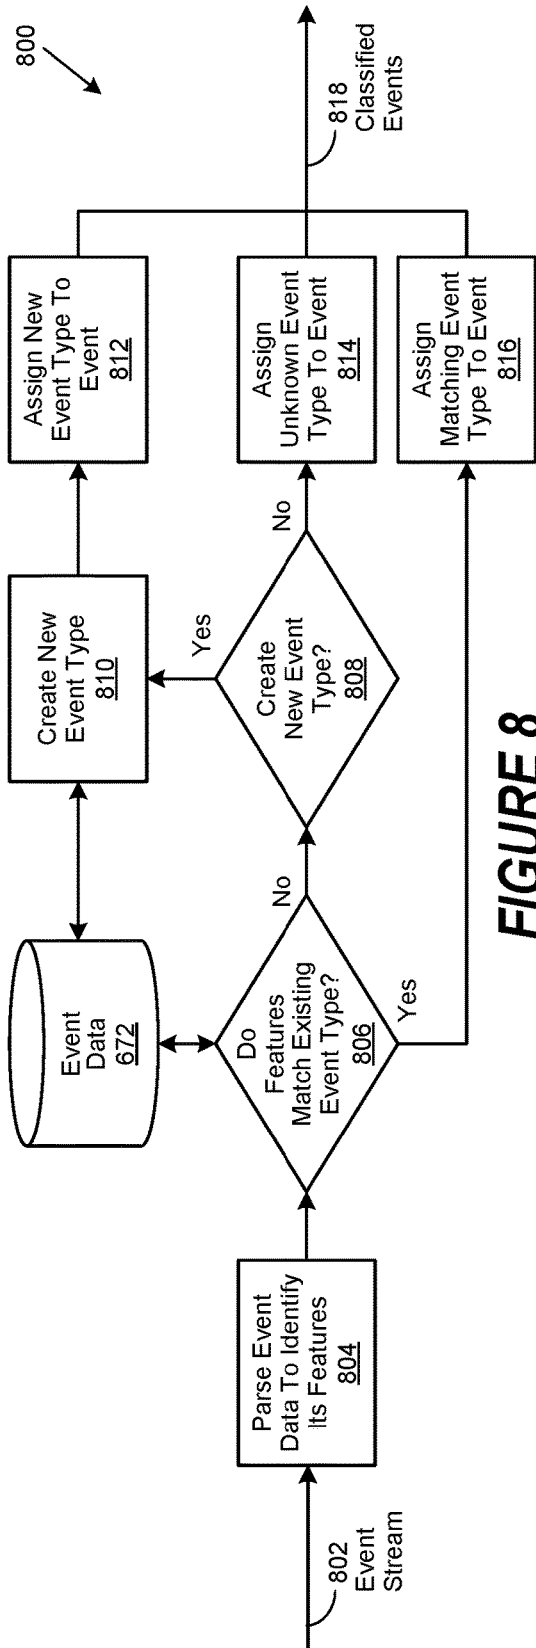 800
802
Event
Stream
Parse Event
Data To Identify
Its Features
804
Event
Data
672
Do
Features
Match Existing
Event Type?
806
No
Yes
Create New
Event Type
810
Yes
Create
New Event
Type?
808
No
Assign New
Event Type To
Event
812
Assign
Unknown Event
Type To Event
814
Assign
Matching Event
Type To Event
816
818
Classified
Events
FIGURE 8